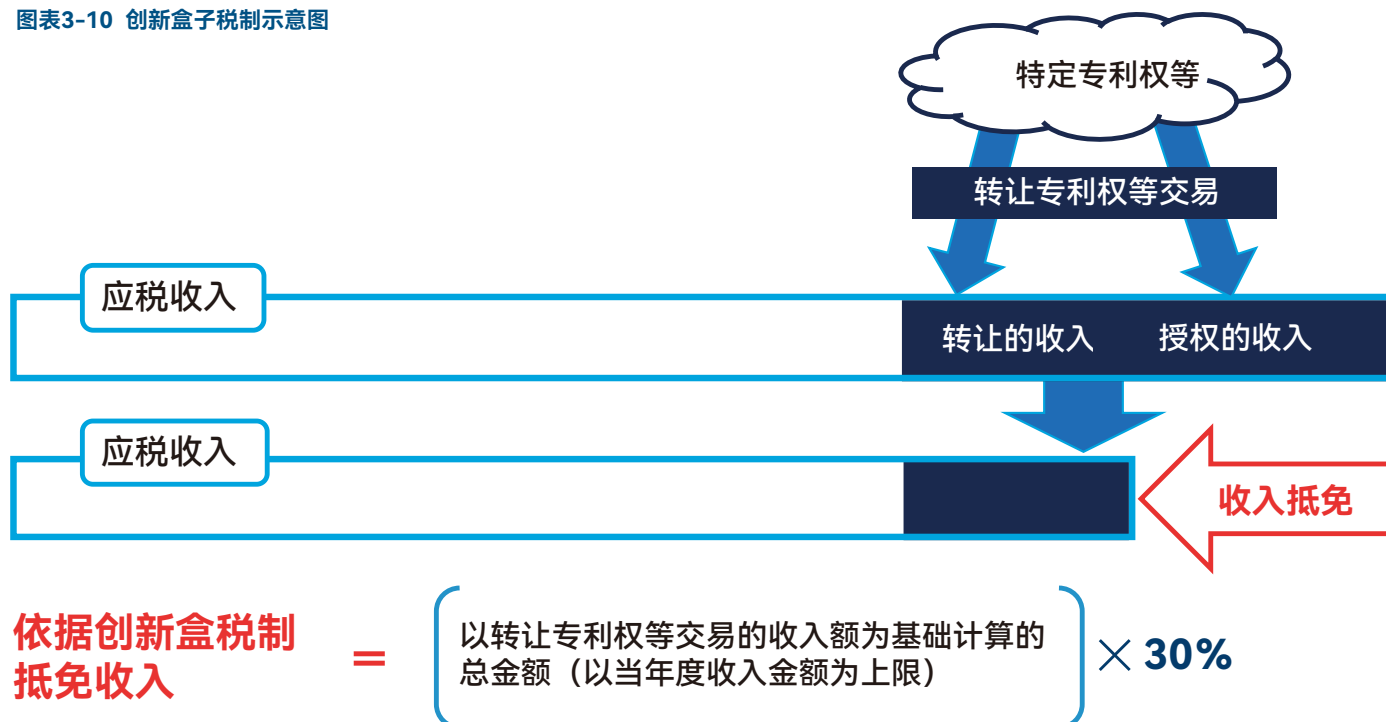 图表3-10 创新盒子税制示意图
特定专利权等
转让专利权等交易
应税收入
转让的收入 授权的收入
应税收入
收入抵免
依据创新盒税制
抵免收入
=
以转让专利权等交易的收入额为基础计算的
总金额（以当年度收入金额为上限）
× 30%